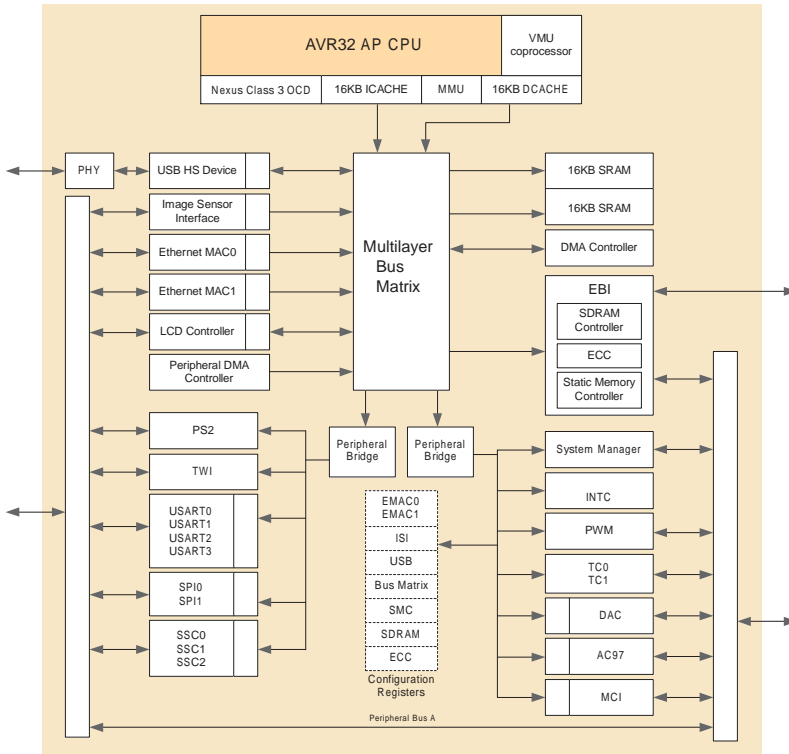 AVR32 AP CPU
VMU
coprocessor
Nexus Class 3 OCD
16KB ICACHE
MMU
16KB DCACHE
PHY
USB HS Device
Image Sensor
Interface
Ethernet MAC0
Ethernet MAC1
LCD Controller
Peripheral DMA
Controller
Multilayer
Bus
Matrix
16KB SRAM
16KB SRAM
DMA Controller
EBI
SDRAM
Controller
ECC
Static Memory
Controller
PS2
TWI
USART0
USART1
USART2
USART3
SPI0
SPI1
SSC0
SSC1
SSC2
Peripheral
Bridge
Peripheral
Bridge
EMAC0
EMAC1
ISI
USB
Bus Matrix
SMC
SDRAM
ECC
Configuration
Registers
System Manager
INTC
PWM
TC0
TC1
DAC
AC97
MCI
Peripheral Bus A